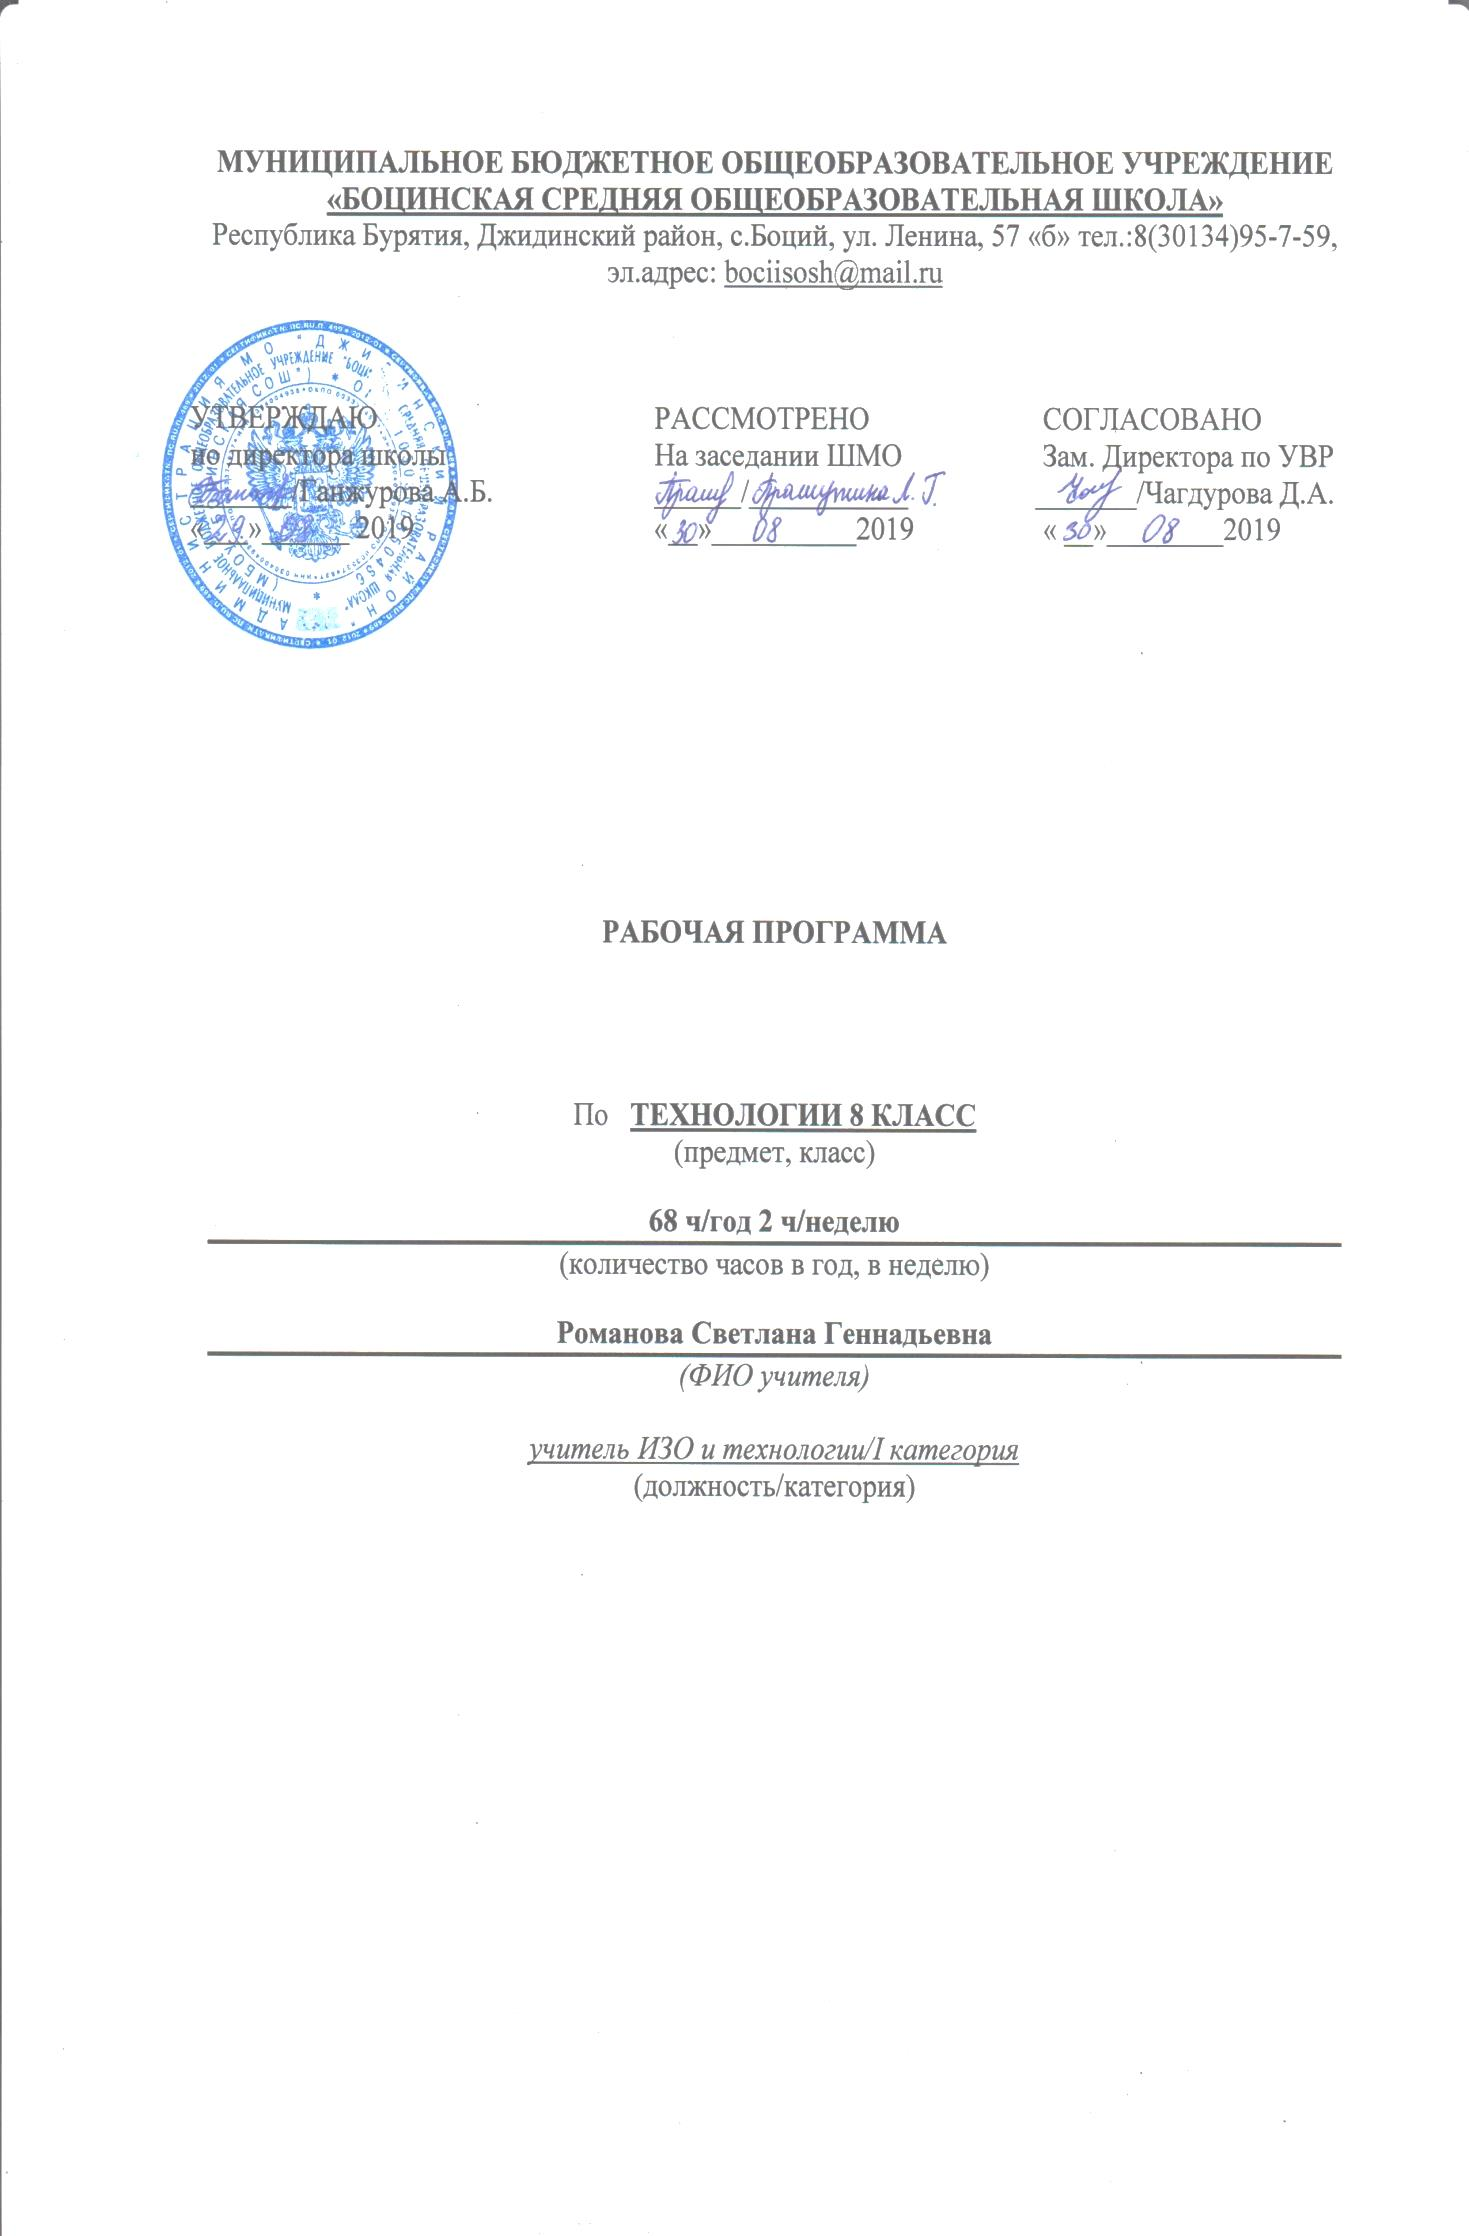 МУНИЦИПАЛЬНОЕ БЮДЖЕТНОЕ ОБЩЕОБРАЗОВАТЕЛЬНОЕ УЧРЕЖДЕНИЕ
«БОЦИНСКАЯ СРЕДНЯЯ ОБЩЕОБРАЗОВАТЕЛЬНАЯ ШКОЛА»
Республика Бурятия, Джидинский район, с.Боций, ул. Ленина, 57 «б» тел.:8(30134)95-7-59,
эл.адрес: bociisosh@mail.ru
УТВЕРЖДАЮ
ио директора школы
/Ганжурова А.Б.
«29» 08 2019
РАССМОТРЕНО
На заседании ШМО
/ Прашутина Л. Г.
«30» 08 2019
СОГЛАСОВАНО
Зам. Директора по УВР
/Чагдурова Д.А.
« 30» 08 2019
РАБОЧАЯ ПРОГРАММА
По ТЕХНОЛОГИИ 8 КЛАСС
(предмет, класс)
68 ч/год 2 ч/неделю
(количество часов в год, в неделю)
Романова Светлана Геннадьевна
(ФИО учителя)
учитель ИЗО и технологии/I категория
(должность/категория)